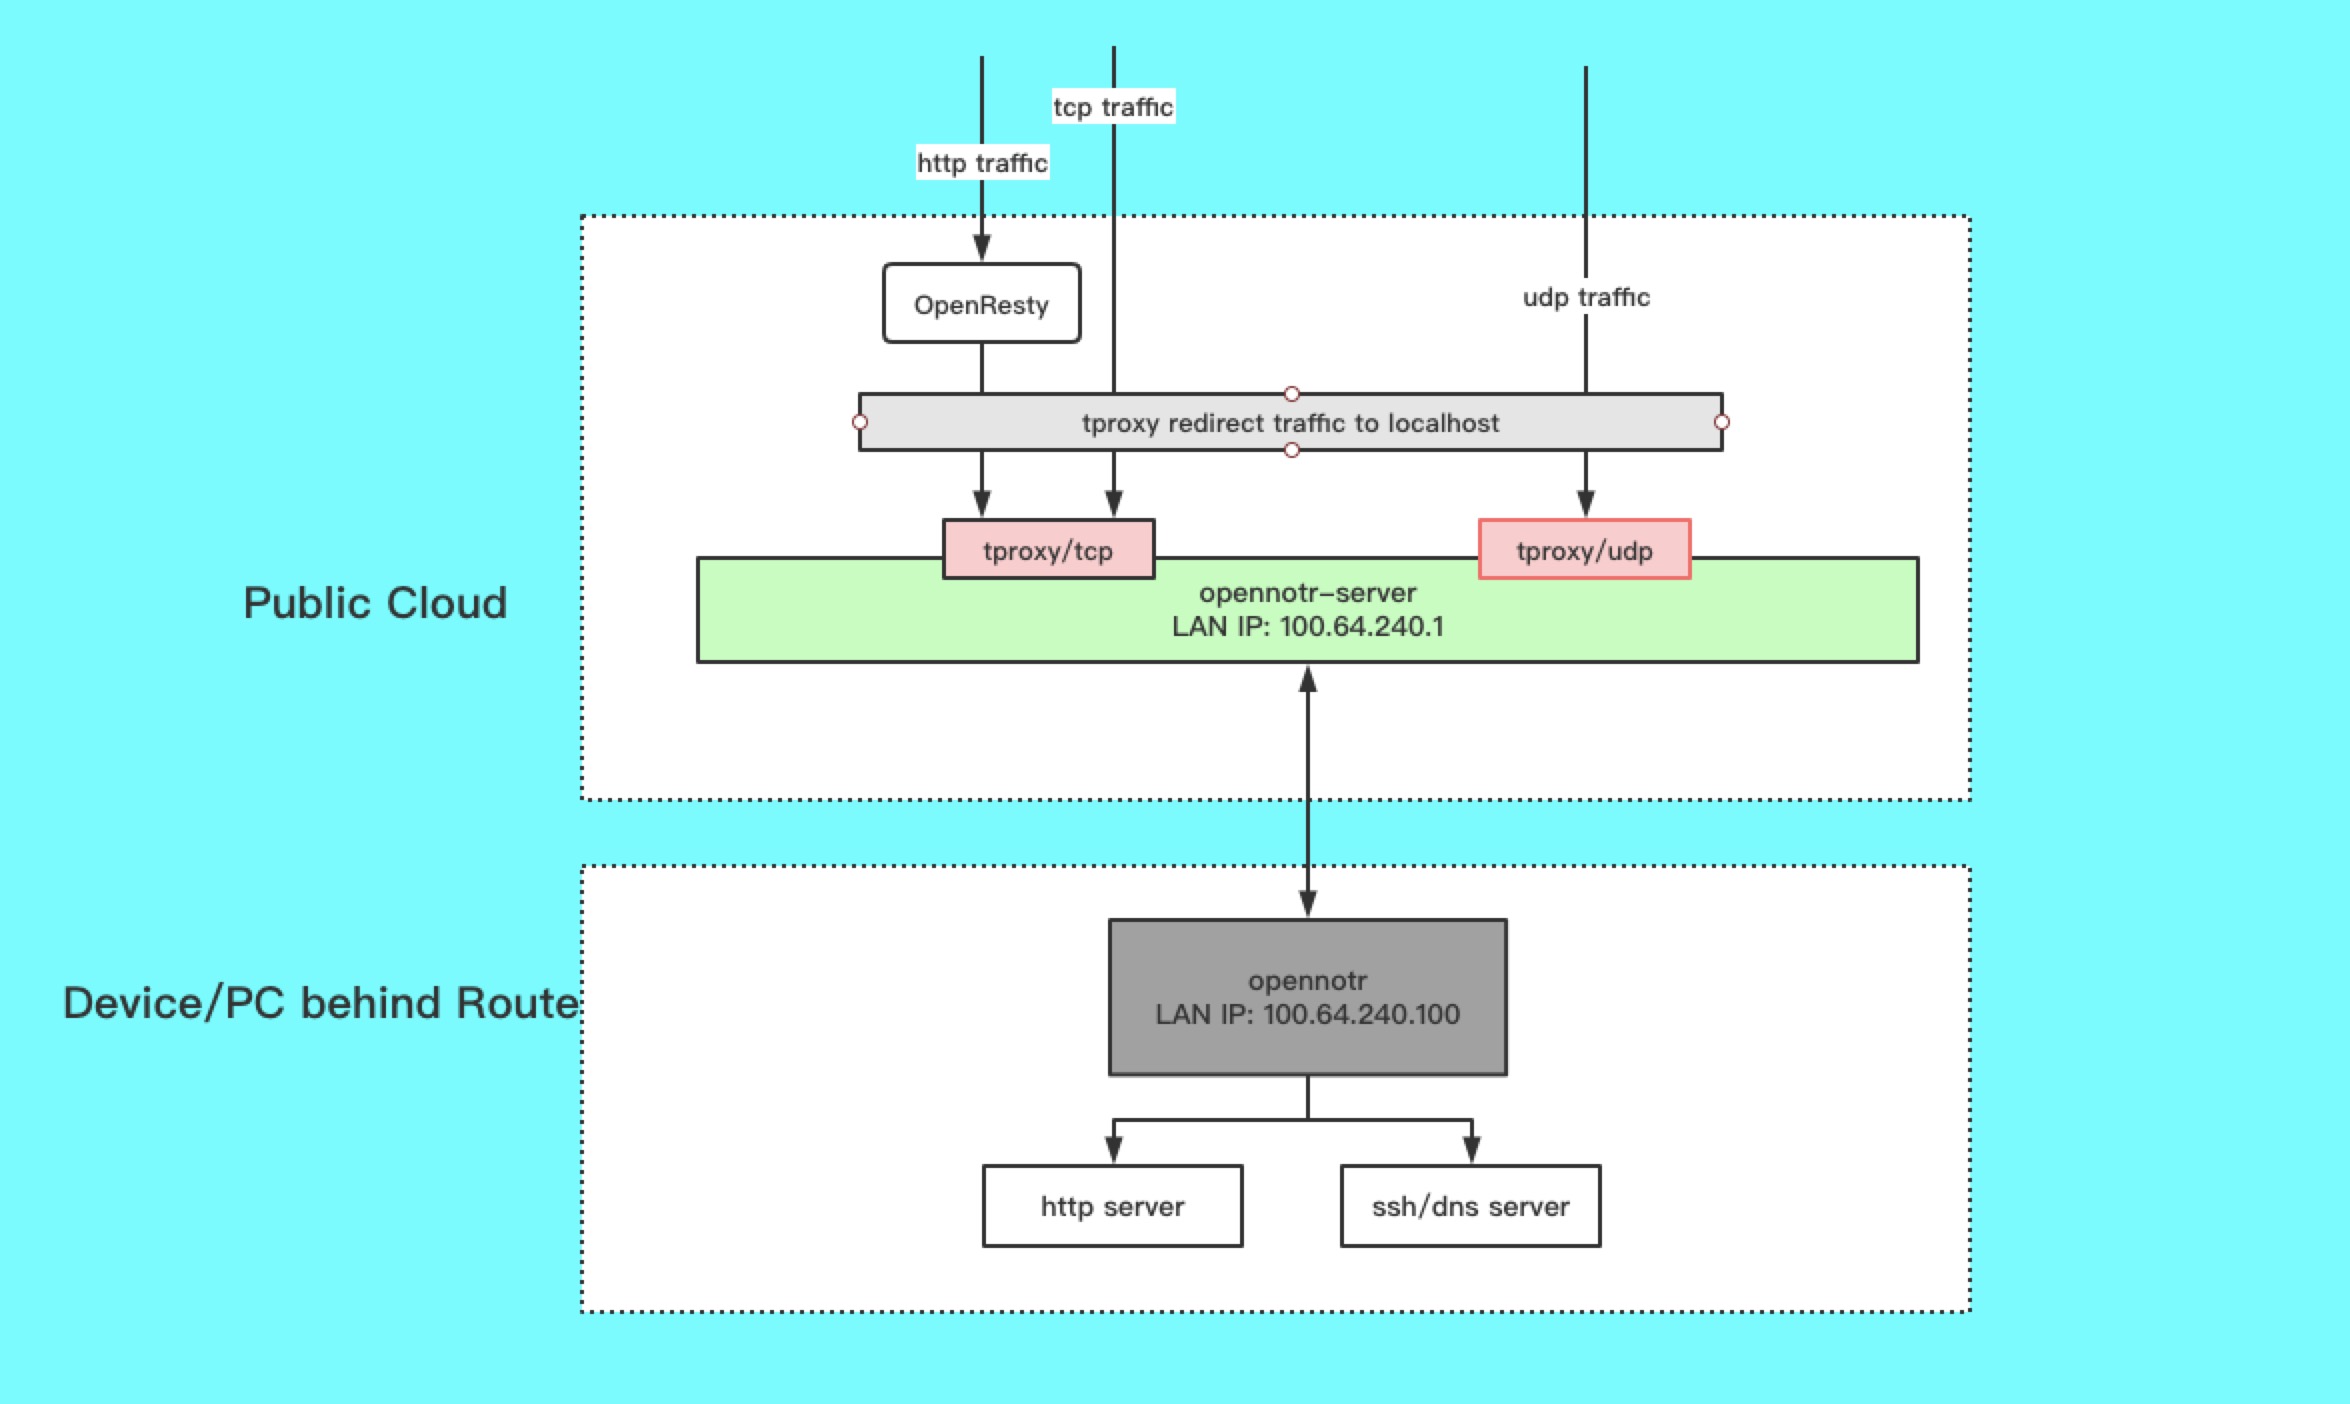 tcp traffic
http traffic
OpenResty
udp traffic
tproxy redirect traffic to localhost
tproxy/tcp
tproxy/udp
Public Cloud
opennotr-server
LAN IP: 100.64.240.1
Device/PC behind Route
opennotr
LAN IP: 100.64.240.100
http server
ssh/dns server